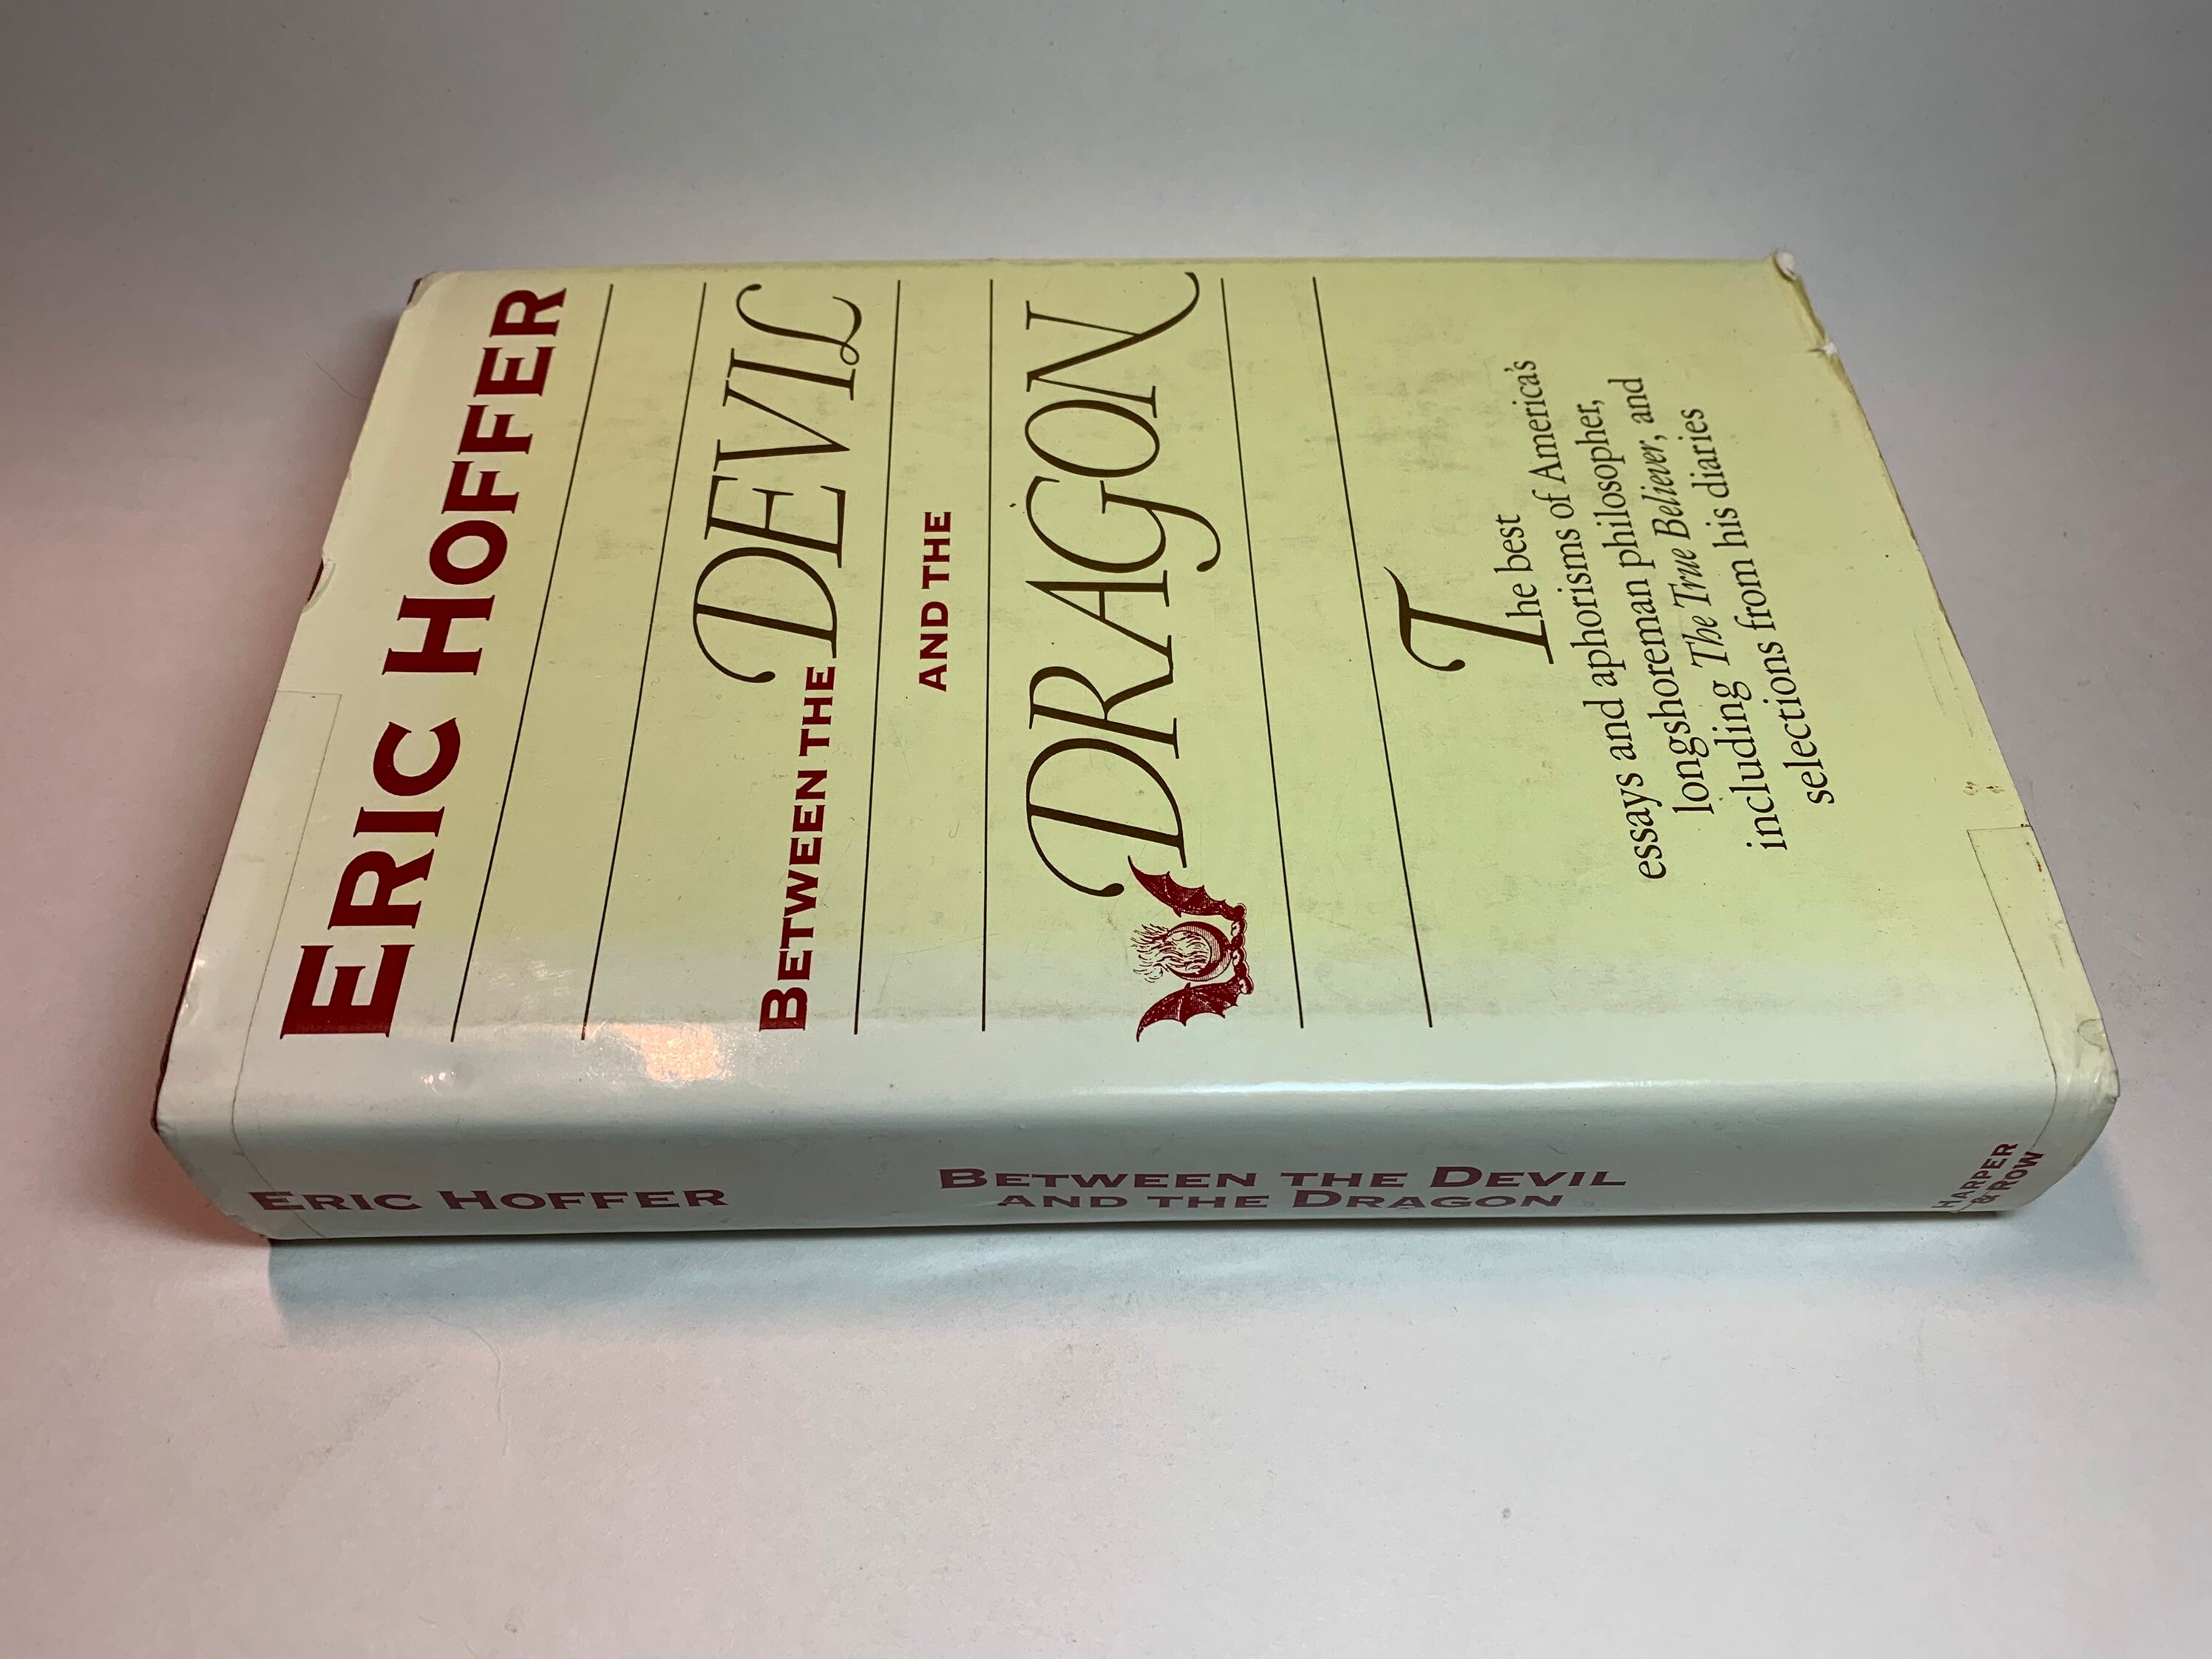 ERIC HOFFER
BETWEEN THE DEVIL
AND THE
DRAGON
The best
essays and aphorisms of America's
longshoreman philosopher,
including The True Believer, and
selections from his diaries
ERIC HOFFER
BETWEEN THE DEVIL
AND THE DRAGON
HARPER
& ROW